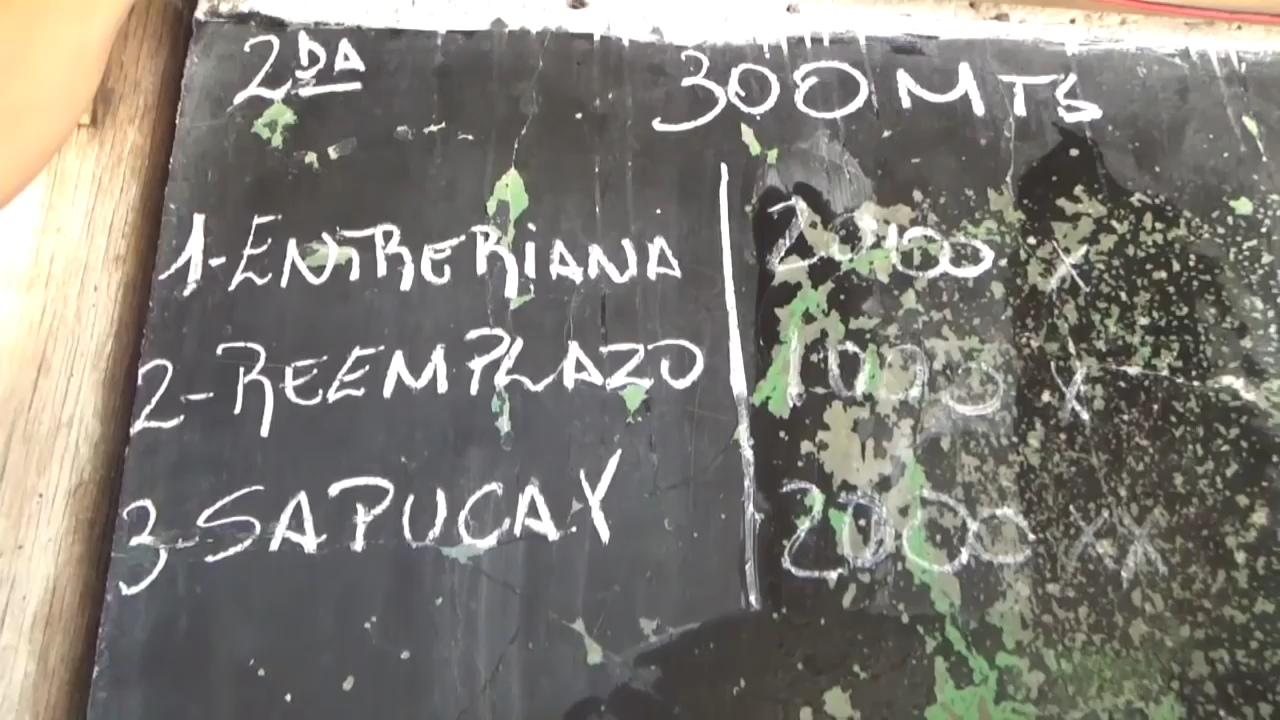 2DA 300 MTS
1-ENTRERIANA 2000 X
2-REEMPLAZO 1000 X
3-SAPUCAY 2000 XX